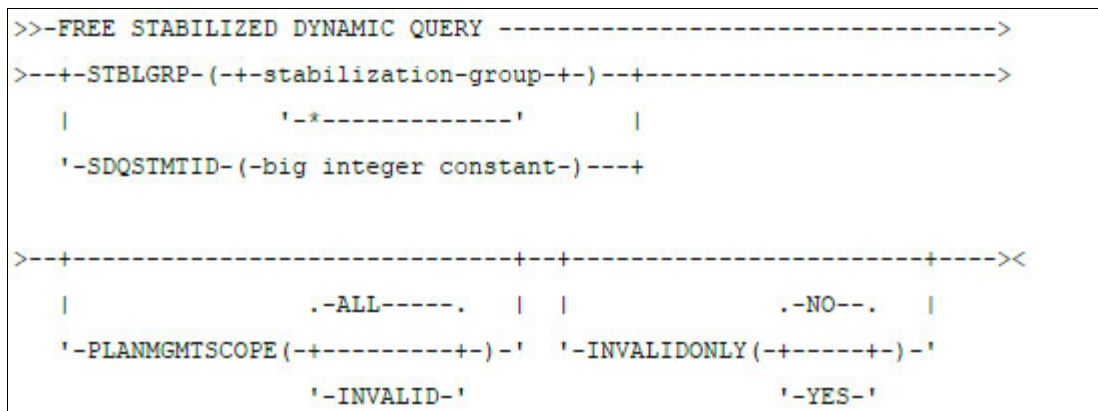 >>-FREE STABILIZED DYNAMIC QUERY ---------------------------------->
>--+-STBLGRP-(-+-stabilization-group-+-)--+------------------------->
   |           '-*-------------'       |
   '-SDQSTMTID-(-big integer constant-)---+
>--+------------------------------+--+------------------------+---->< 
   |                .-ALL-----.   |  |              .-NO--.   |
   '-PLANMGMTSCOPE(-+---------+-)-'  '-INVALIDONLY(-+-----+-)-'
                    '-INVALID-'                     '-YES-'